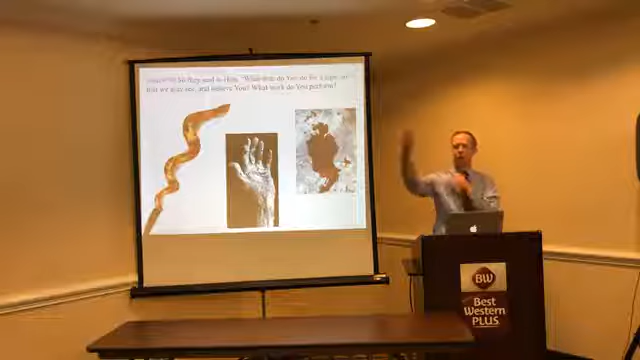 So they said to Him, "What sign do You do for a sign, so
that we may see, and believe You? What work do You perform?
BW
Best
Western
PLUS